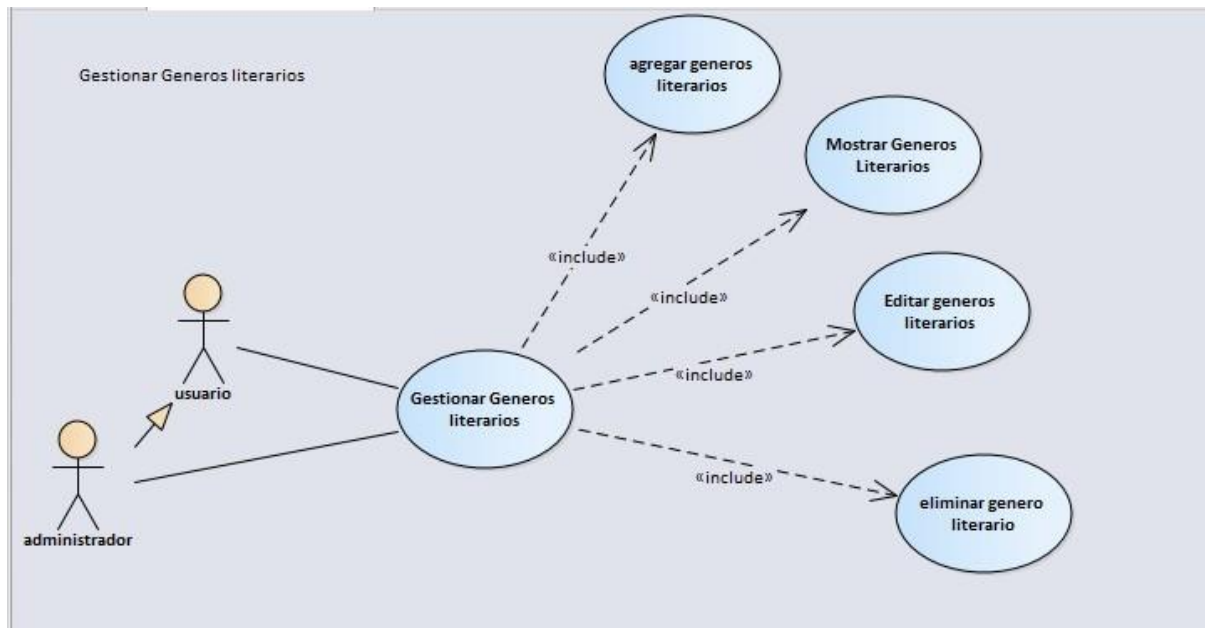 Gestionar Generos literarios
agregar generos
literarios
Mostrar Generos
Literarios
«include»
«include»
Editar generos
literarios
«include»
usuario
Gestionar Generos
literarios
«include»
eliminar genero
literario
administrador